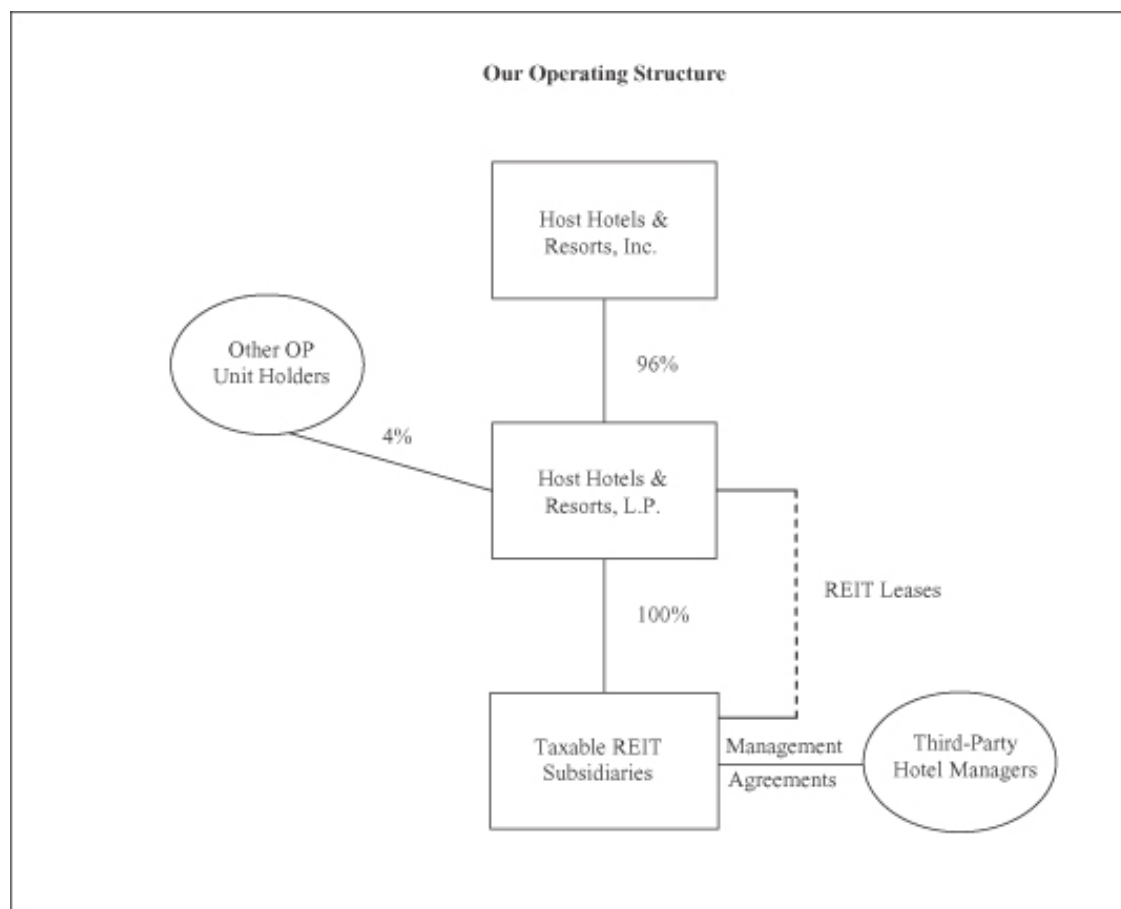 Our Operating Structure
Host Hotels &
Resorts, Inc.
Other OP
Unit Holders
96%
4%
Host Hotels &
Resorts, L.P.
REIT Leases
100%
Taxable REIT
Subsidiaries
Management
Agreements
Third-Party
Hotel Managers